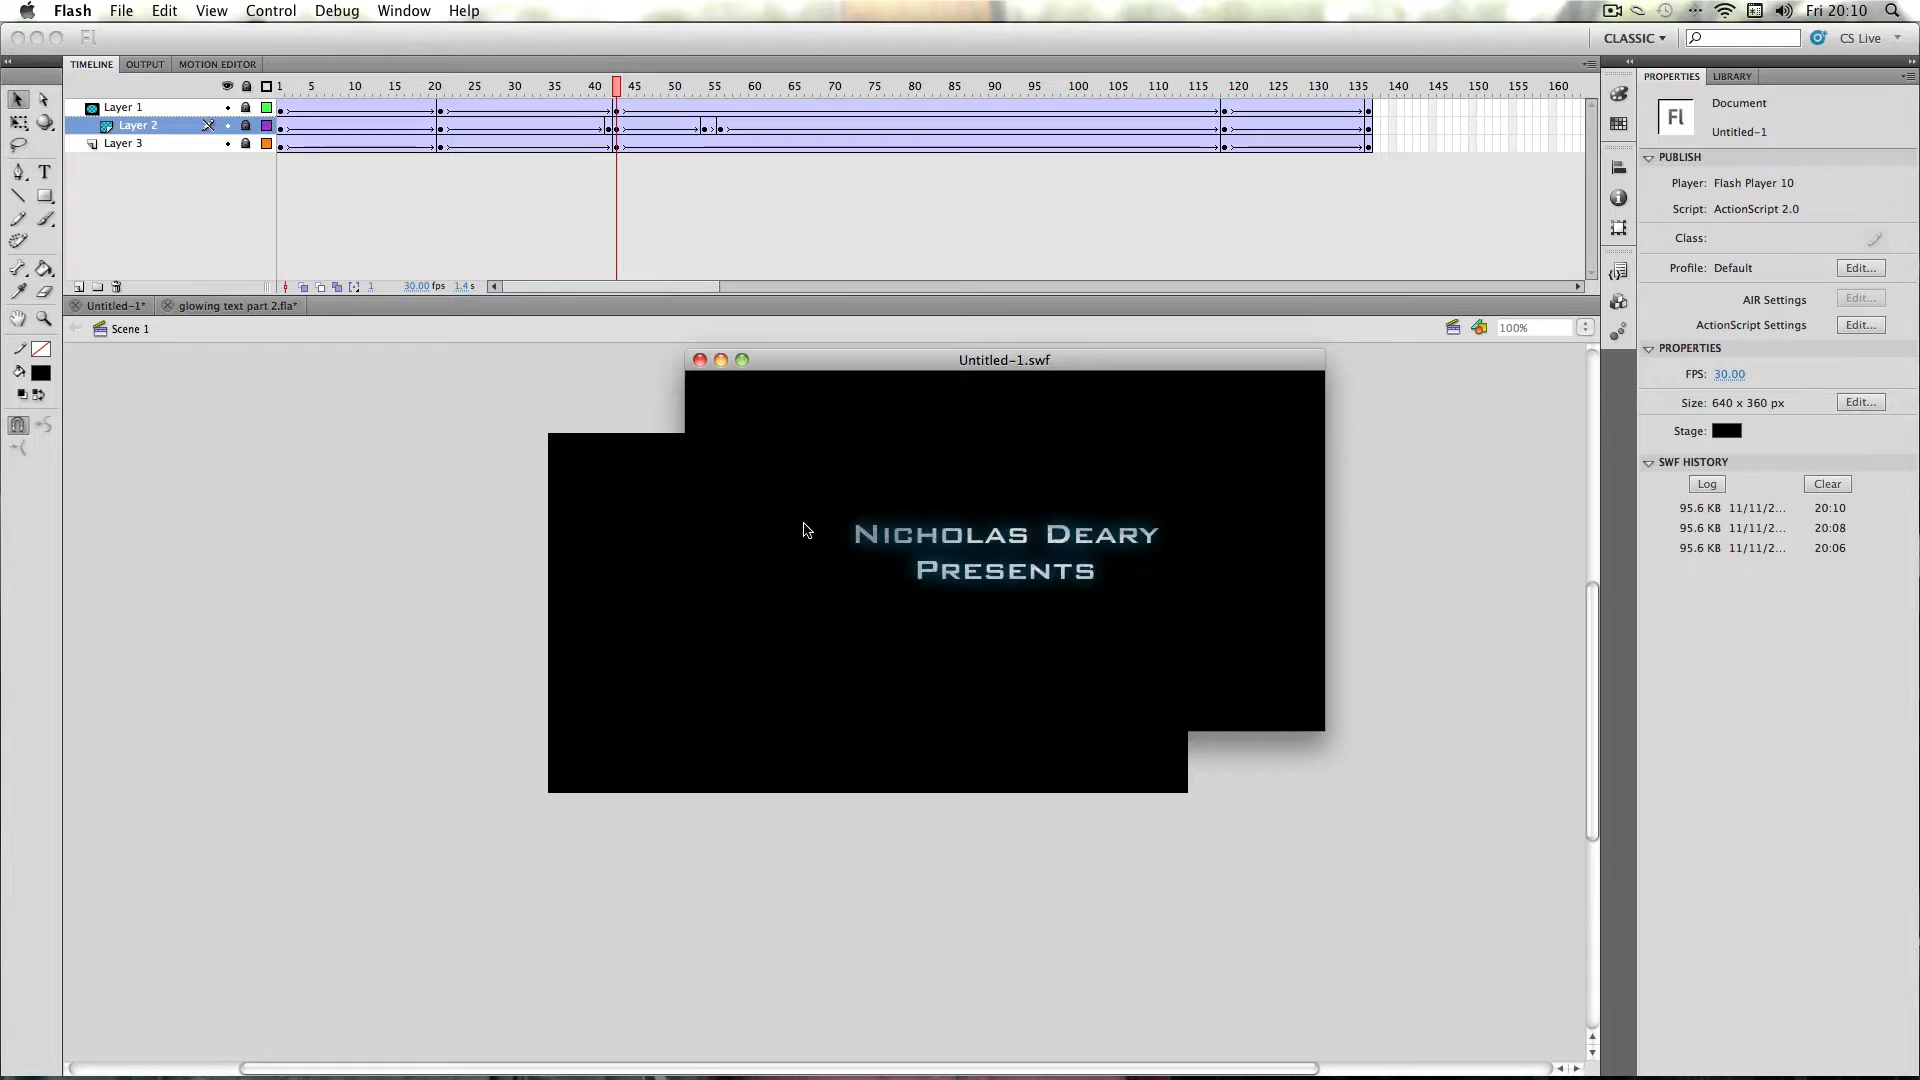 Flash File Edit View Control Debug Window Help Fri 20:10
Fl CLASSIC CS Live
TIMELINE OUTPUT MOTION EDITOR
1 5 10 15 20 25 30 35 40 45 50 55 60 65 70 75 80 85 90 95 100 105 110 115 120 125 130 135 140 145 150 155 160
Layer 1
Layer 2
Layer 3
1 30.00 fps 1.4 s
Untitled-1* glowing text part 2.fla*
Scene 1 100%
Untitled-1.swf
Nicholas Deary
Presents
PROPERTIES LIBRARY
Fl
Document
Untitled-1
PUBLISH
Player: Flash Player 10
Script: ActionScript 2.0
Class:
Profile: Default Edit...
AIR Settings Edit...
ActionScript Settings Edit...
PROPERTIES
FPS: 30.00
Size: 640 x 360 px Edit...
Stage:
SWF HISTORY
Log Clear
95.6 KB 11/11/2... 20:10
95.6 KB 11/11/2... 20:08
95.6 KB 11/11/2... 20:06